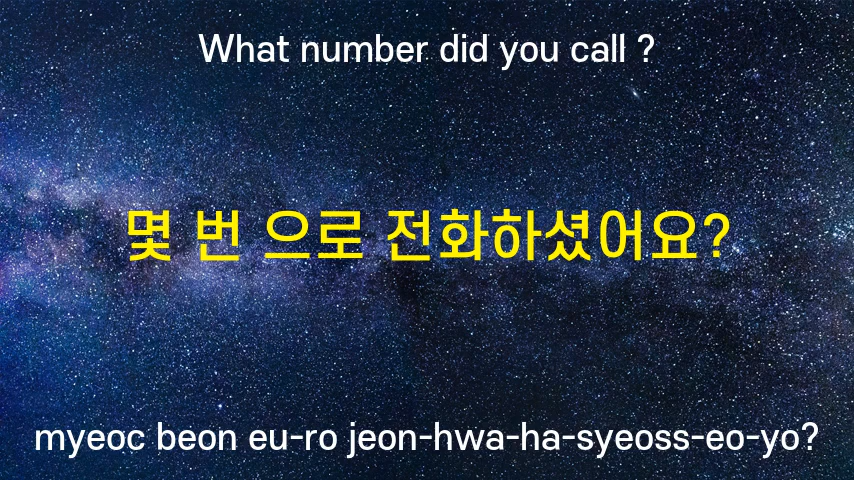 What number did you call ?
몇 번 으로 전화하셨어요?
myeoc beon eu-ro jeon-hwa-ha-syeoss-eo-yo?